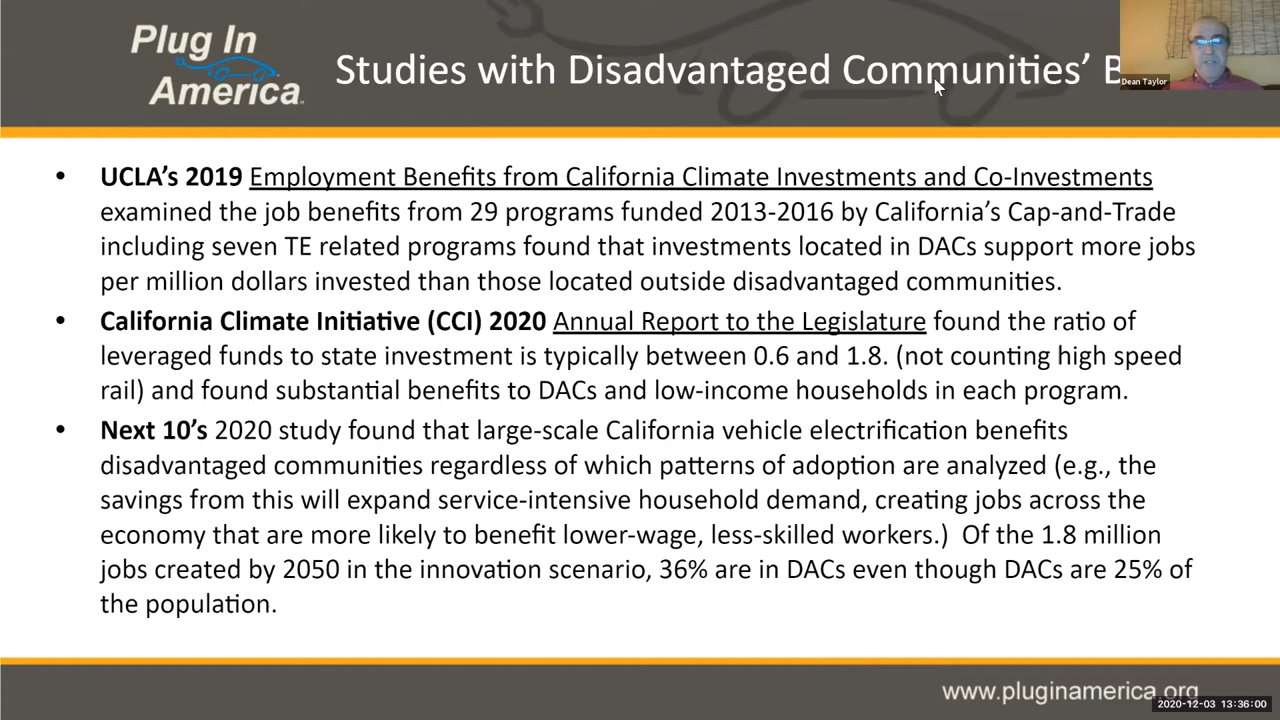 Plug In
America
Studies with Disadvantaged Communities’ B
Dean Taylor
• UCLA’s 2019 Employment Benefits from California Climate Investments and Co-Investments
examined the job benefits from 29 programs funded 2013-2016 by California’s Cap-and-Trade
including seven TE related programs found that investments located in DACs support more jobs
per million dollars invested than those located outside disadvantaged communities.
• California Climate Initiative (CCI) 2020 Annual Report to the Legislature found the ratio of
leveraged funds to state investment is typically between 0.6 and 1.8. (not counting high speed
rail) and found substantial benefits to DACs and low-income households in each program.
• Next 10’s 2020 study found that large-scale California vehicle electrification benefits
disadvantaged communities regardless of which patterns of adoption are analyzed (e.g., the
savings from this will expand service-intensive household demand, creating jobs across the
economy that are more likely to benefit lower-wage, less-skilled workers.)  Of the 1.8 million
jobs created by 2050 in the innovation scenario, 36% are in DACs even though DACs are 25% of
the population.
www.pluginamerica.org
2020-12-03 13:36:00